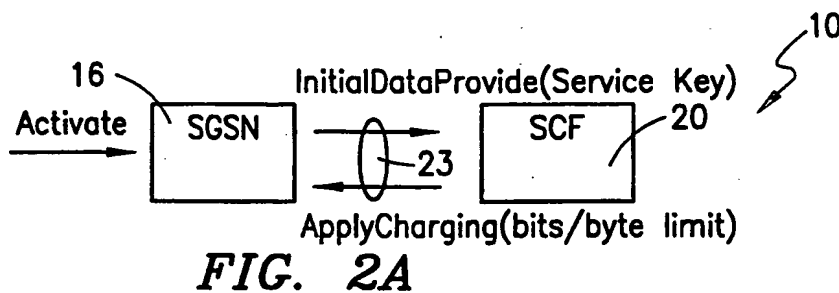 10
16
InitialDataProvide(Service Key)
Activate
SGSN
SCF
20
23
ApplyCharging(bits/byte limit)
FIG. 2A